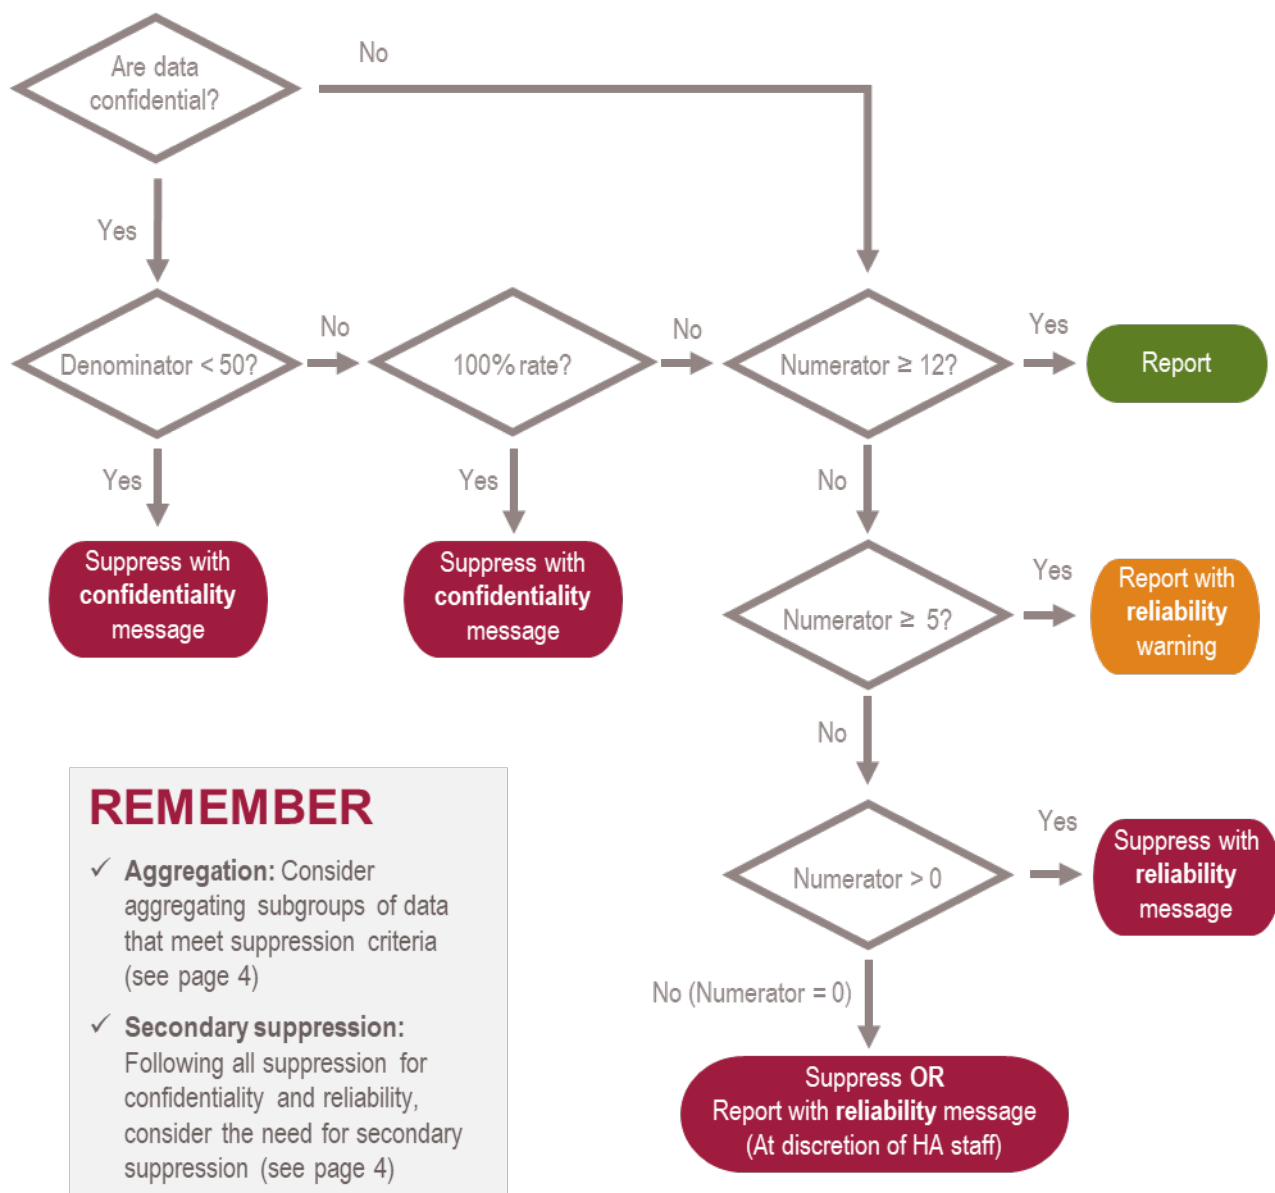 Are data
confidential?
No
Yes
Denominator < 50?
No
100% rate?
No
Numerator ≥ 12?
Yes
Report
Yes
Suppress with
confidentiality
message
Yes
Suppress with
confidentiality
message
No
Numerator ≥ 5?
Yes
Report with
reliability
warning
No
Numerator > 0
Yes
Suppress with
reliability
message
No (Numerator = 0)
Suppress OR
Report with reliability message
(At discretion of HA staff)
REMEMBER
✓ Aggregation: Consider
aggregating subgroups of data
that meet suppression criteria
(see page 4)
✓ Secondary suppression:
Following all suppression for
confidentiality and reliability,
consider the need for secondary
suppression (see page 4)